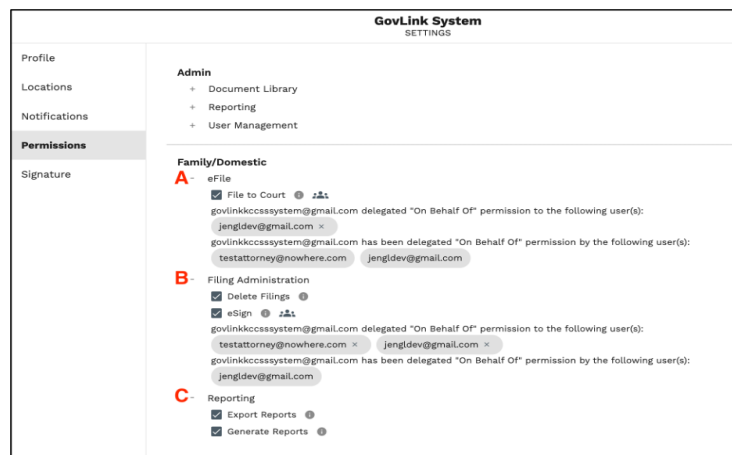 GovLink System
SETTINGS
Profile
Locations
Notifications
Permissions
Signature
Admin
+ Document Library
+ Reporting
+ User Management
Family/Domestic
A - eFile
File to Court
govlinkkccsssystem@gmail.com delegated "On Behalf Of" permission to the following user(s):
jengldev@gmail.com ×
govlinkkccsssystem@gmail.com has been delegated "On Behalf Of" permission by the following user(s):
testattorney@nowhere.com jengldev@gmail.com
B - Filing Administration
Delete Filings
eSign
govlinkkccsssystem@gmail.com delegated "On Behalf Of" permission to the following user(s):
testattorney@nowhere.com × jengldev@gmail.com ×
govlinkkccsssystem@gmail.com has been delegated "On Behalf Of" permission by the following user(s):
jengldev@gmail.com
C - Reporting
Export Reports
Generate Reports